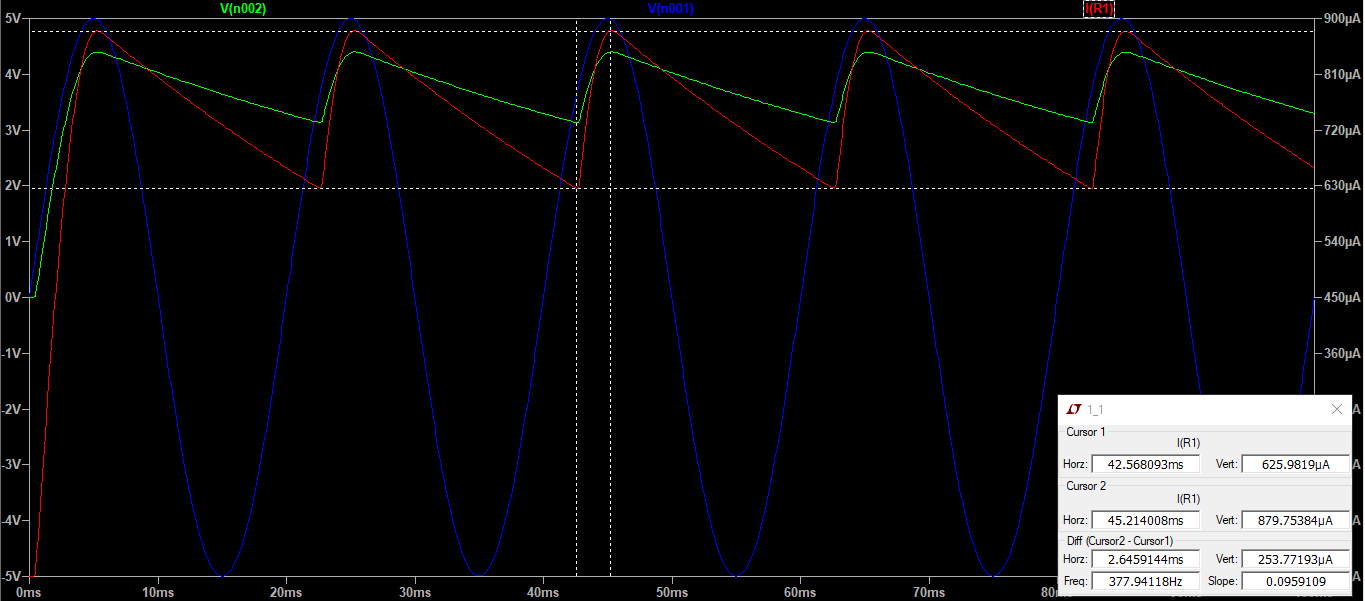 V(n002) V(n001) I(R1)
5V 900µA
4V 810µA
3V 720µA
2V 630µA
1V 540µA
0V 450µA
-1V 360µA
-2V A
-3V A
-4V A
-5V A
0ms 10ms 20ms 30ms 40ms 50ms 60ms 70ms 80
1_1
Cursor 1
I(R1)
Horz: 42.568093ms Vert: 625.9819µA
Cursor 2
I(R1)
Horz: 45.214008ms Vert: 879.75384µA
Diff (Cursor2 - Cursor1)
Horz: 2.6459144ms Vert: 253.77193µA
Freq: 377.94118Hz Slope: 0.0959109